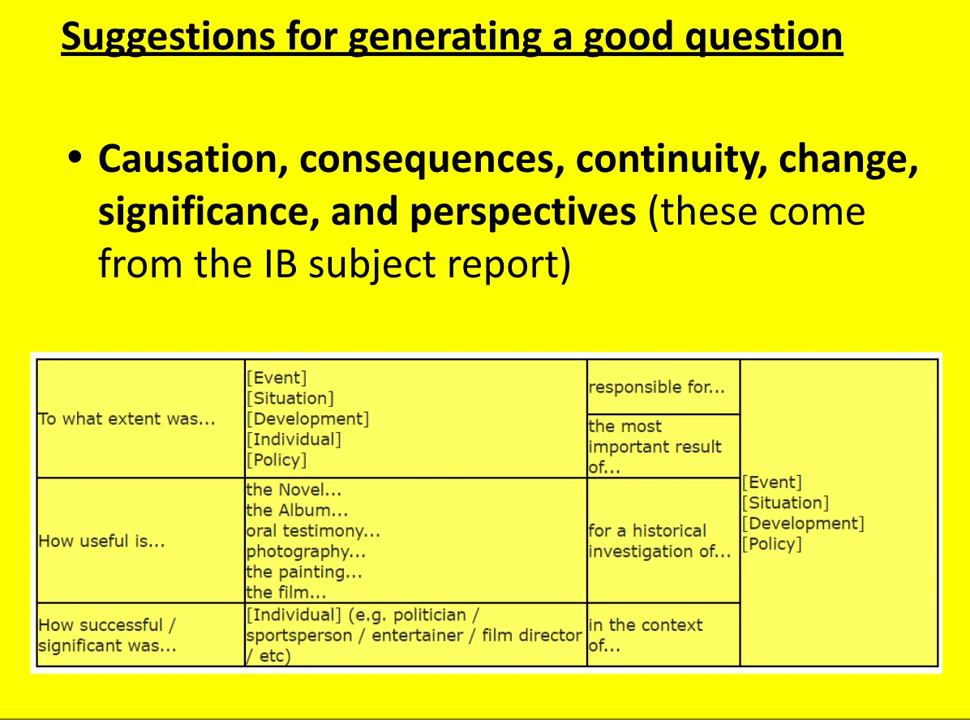 Suggestions for generating a good question
• Causation, consequences, continuity, change,
significance, and perspectives (these come
from the IB subject report)
To what extent was...
[Event]
[Situation]
[Development]
[Individual]
[Policy]
responsible for...
the most
important result
of...
How useful is...
the Novel...
the Album...
oral testimony...
photography...
the painting...
the film...
for a historical
investigation of...
How successful /
significant was...
[Individual] (e.g. politician /
sportsperson / entertainer / film director
/ etc)
in the context
of...
[Event]
[Situation]
[Development]
[Policy]